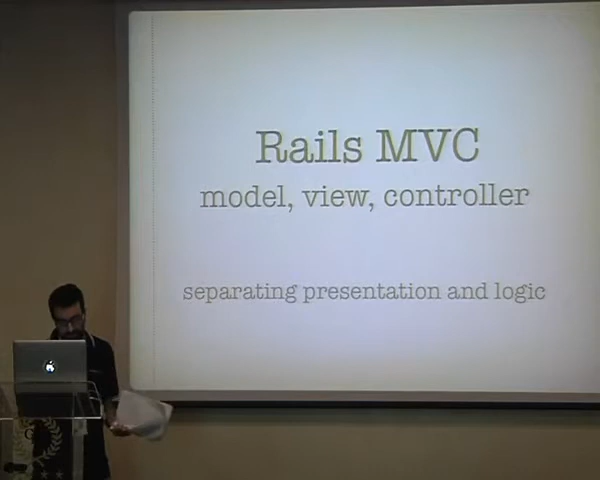 Rails MVC
model, view, controller
separating presentation and logic